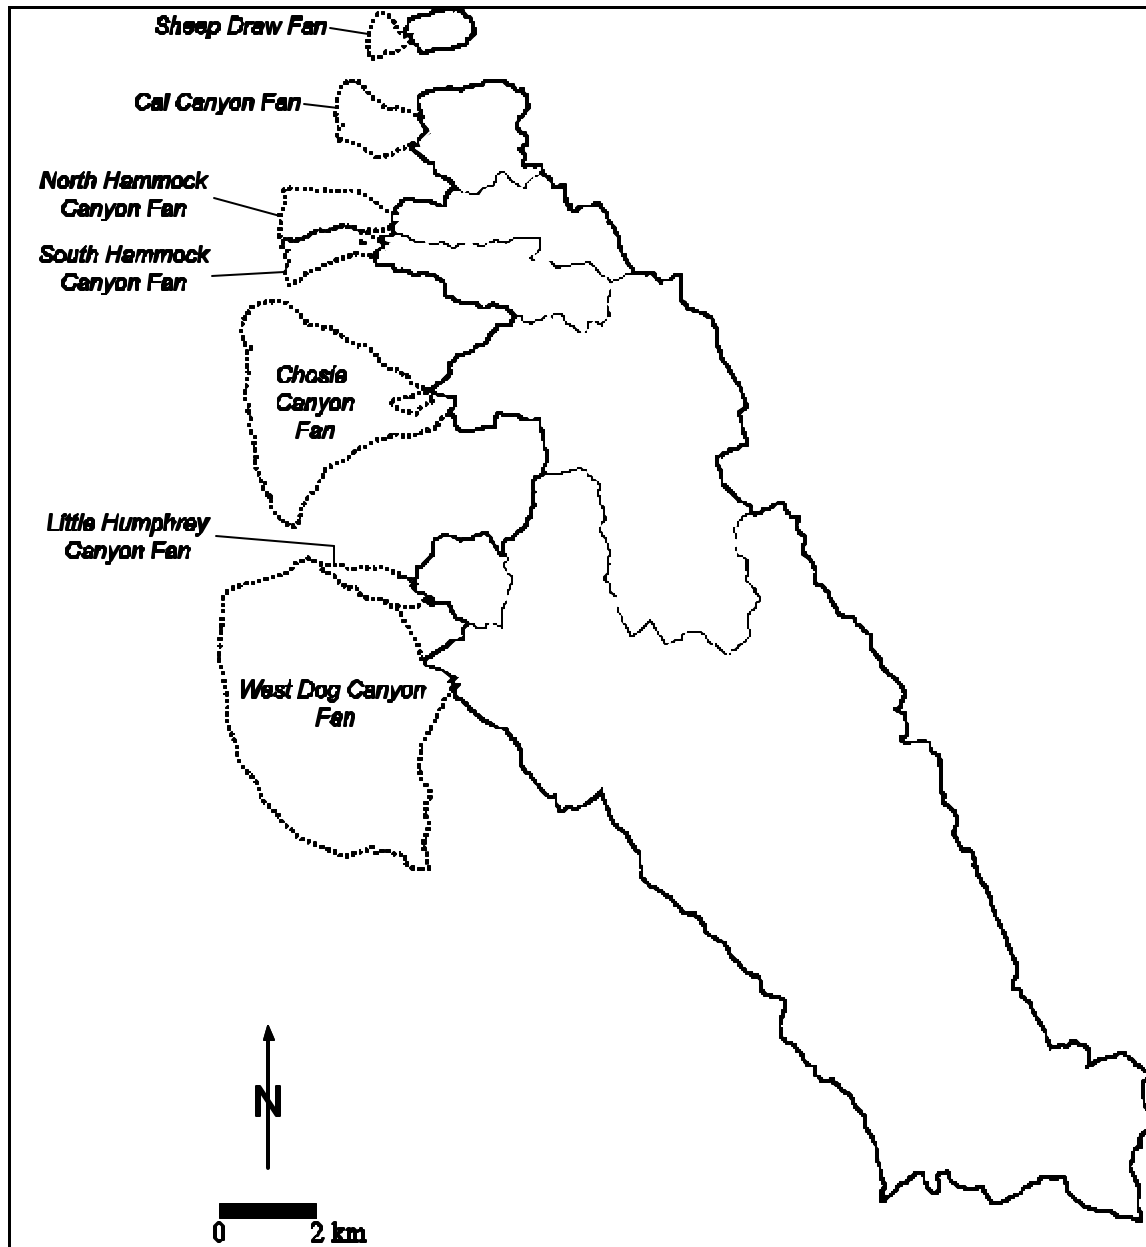 Sheep Draw Fan
Cal Canyon Fan
North Hammock
Canyon Fan
South Hammock
Canyon Fan
Chosie
Canyon
Fan
Little Humphrey
Canyon Fan
West Dog Canyon
Fan
N
0 2 km